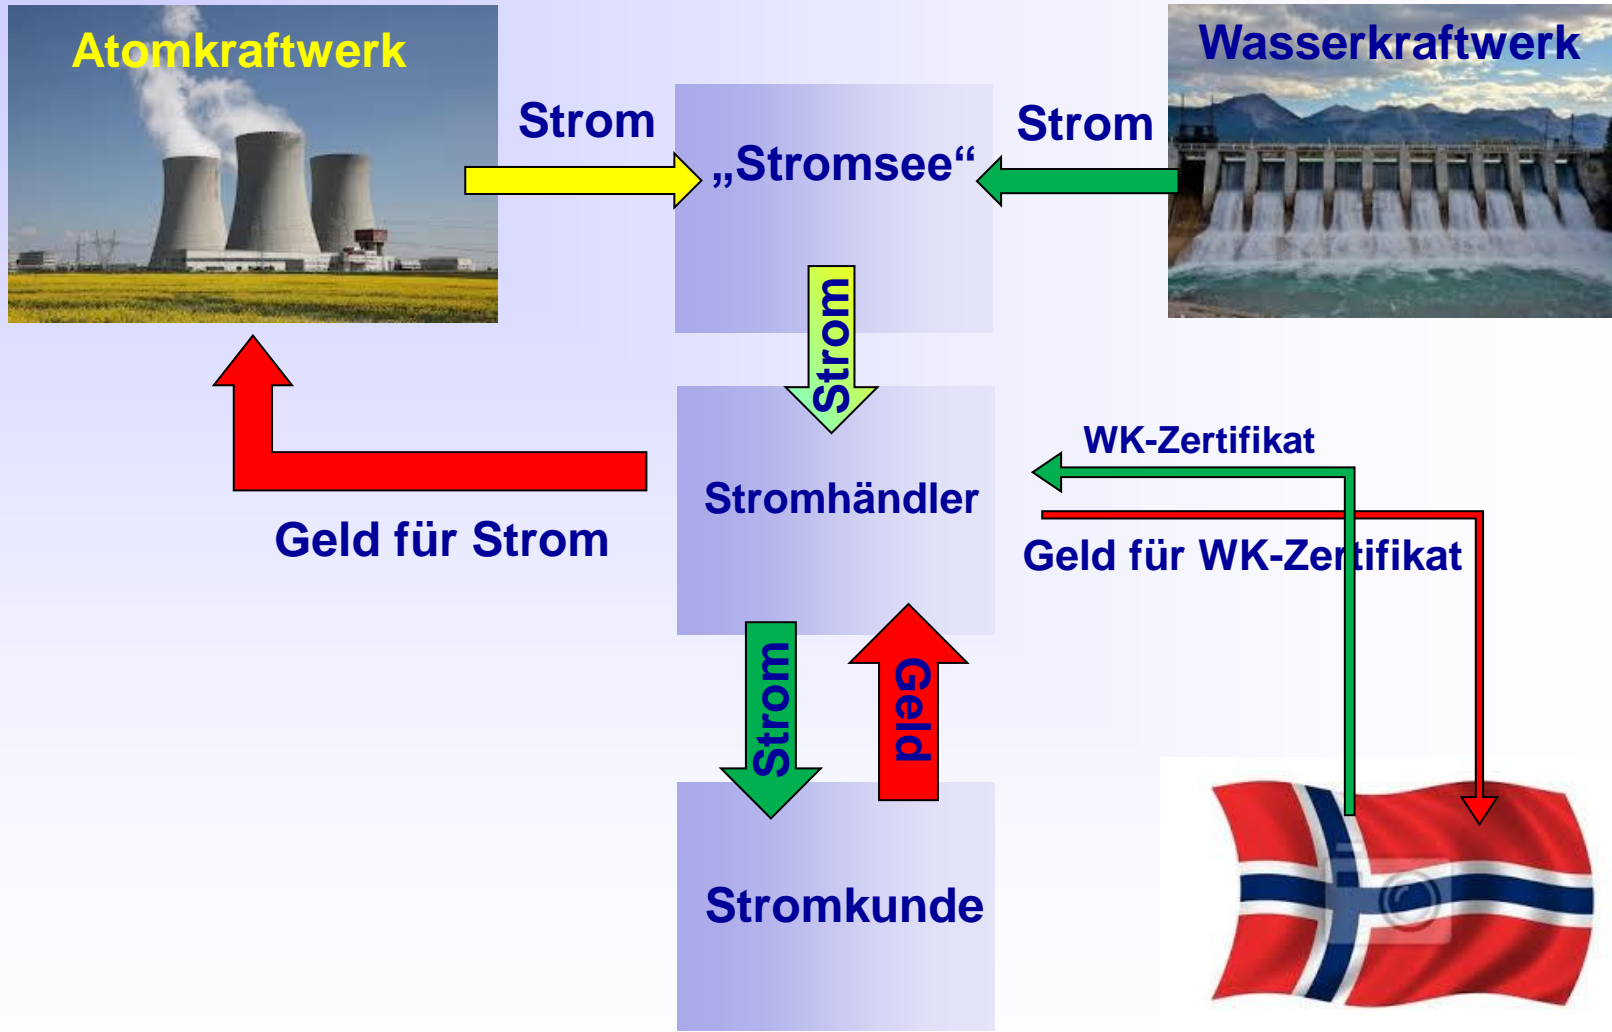 Atomkraftwerk
Wasserkraftwerk
Strom
„Stromsee“
Strom
Strom
WK-Zertifikat
Stromhändler
Geld für Strom
Geld für WK-Zertifikat
Strom
Geld
Stromkunde